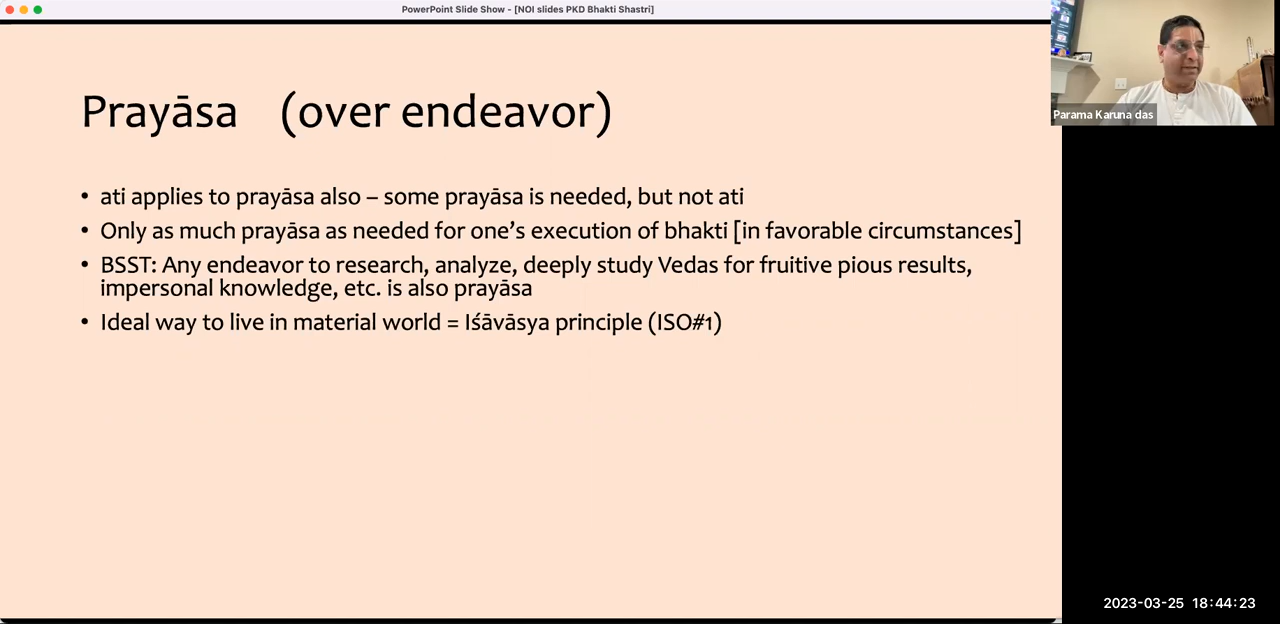 PowerPoint Slide Show - [NOI slides PKD Bhakti Shastri]
Prayāsa (over endeavor)
• ati applies to prayāsa also – some prayāsa is needed, but not ati
• Only as much prayāsa as needed for one’s execution of bhakti [in favorable circumstances]
• BSST: Any endeavor to research, analyze, deeply study Vedas for fruitive pious results,
impersonal knowledge, etc. is also prayāsa
• Ideal way to live in material world = Iśāvāsya principle (ISO#1)
Parama Karuna das
2023-03-25 18:44:23